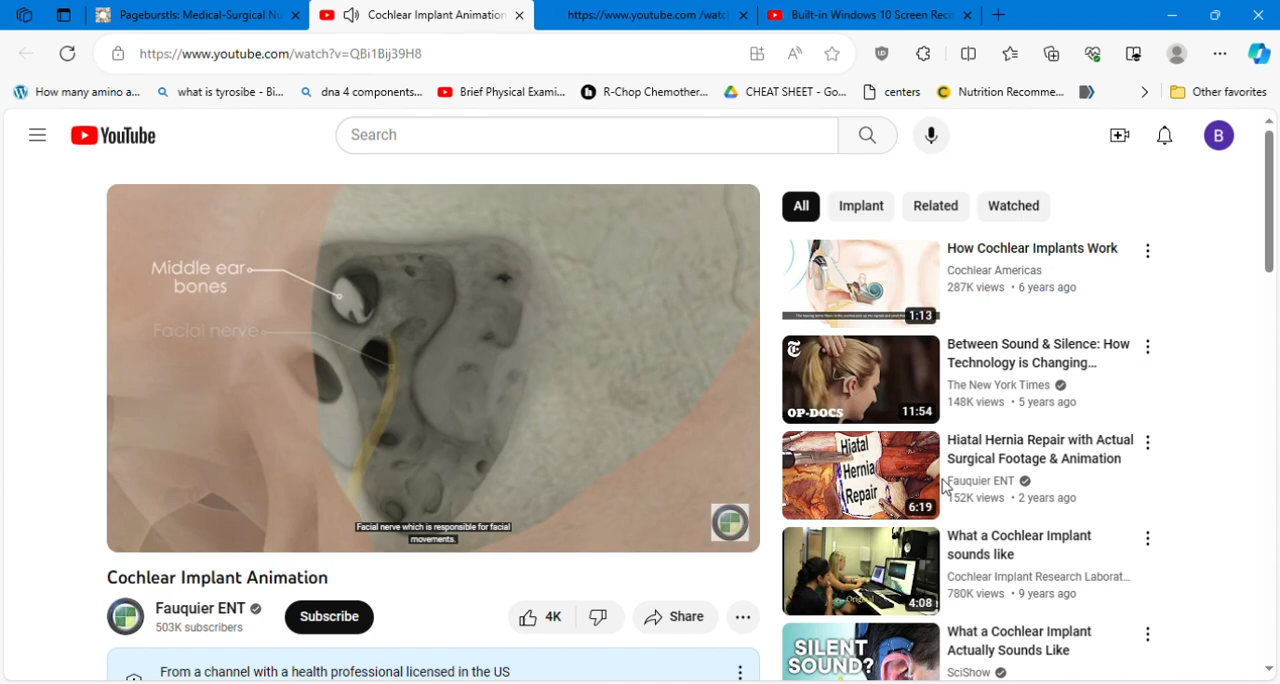 Pageburstls: Medical-Surgical Nu
Cochlear Implant Animation
https://www.youtube.com/watc
Built-in Windows 10 Screen Reco
https://www.youtube.com/watch?v=QBi1Bij39H8
How many amino a...
what is tyrosibe - Bi...
dna 4 components...
Brief Physical Exami...
R-Chop Chemother...
CHEAT SHEET - Go...
centers
Nutrition Recomme...
Other favorites
YouTube
Search
B
Middle ear
bones
Facial nerve
Facial nerve which is responsible for facial
movements.
Cochlear Implant Animation
Fauquier ENT
503K subscribers
Subscribe
4K
Share
From a channel with a health professional licensed in the US
All
Implant
Related
Watched
1:13
How Cochlear Implants Work
Cochlear Americas
287K views • 6 years ago
OP-DOCS
11:54
Between Sound & Silence: How
Technology is Changing...
The New York Times
148K views • 5 years ago
Hiatal
Hernia
Repair
6:19
Hiatal Hernia Repair with Actual
Surgical Footage & Animation
Fauquier ENT
152K views • 2 years ago
Original
4:08
What a Cochlear Implant
sounds like
Cochlear Implant Research Laborat...
780K views • 9 years ago
SILENT
SOUND?
What a Cochlear Implant
Actually Sounds Like
SciShow